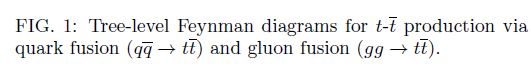 FIG. 1: Tree-level Feynman diagrams for t-t̅ production via
quark fusion (qq̅ → tt̅) and gluon fusion (gg → tt̅).